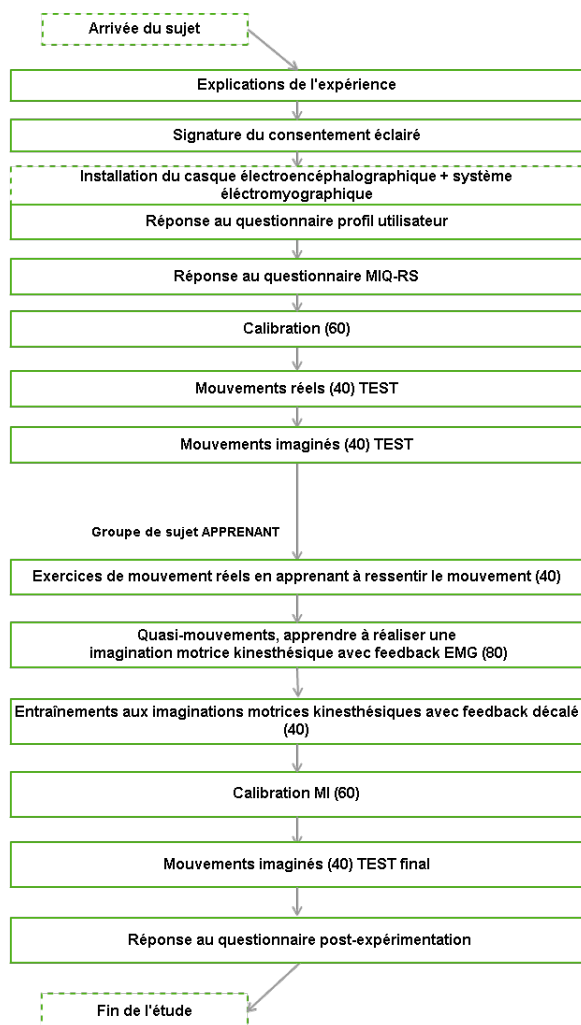 Arrivée du sujet
Explications de l'expérience
Signature du consentement éclairé
Installation du casque électroencéphalographique + système
éléctromyographique
Réponse au questionnaire profil utilisateur
Réponse au questionnaire MIQ-RS
Calibration (60)
Mouvements réels (40) TEST
Mouvements imaginés (40) TEST
Groupe de sujet APPRENANT
Exercices de mouvement réels en apprenant à ressentir le mouvement (40)
Quasi-mouvements, apprendre à réaliser une
imagination motrice kinesthésique avec feedback EMG (80)
Entraînements aux imaginations motrices kinesthésiques avec feedback décalé
(40)
Calibration MI (60)
Mouvements imaginés (40) TEST final
Réponse au questionnaire post-expérimentation
Fin de l'étude